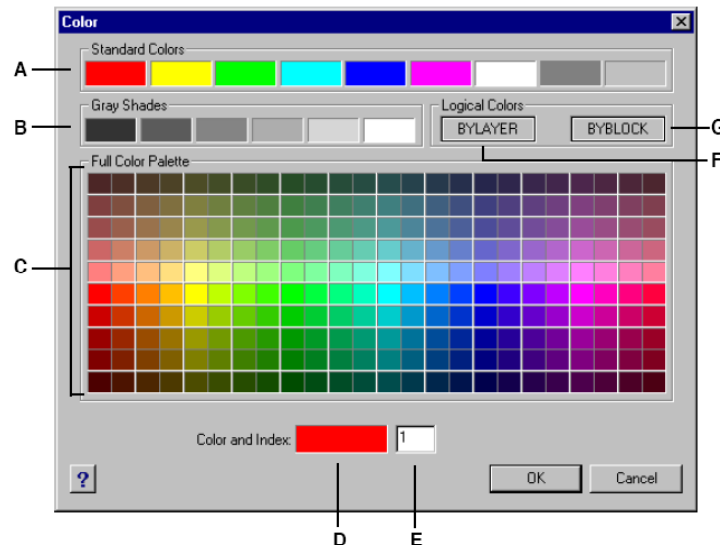 Color
Standard Colors
A
Gray Shades
Logical Colors
B
BYLAYER
BYBLOCK
G
F
Full Color Palette
C
Color and Index:
1
?
OK
Cancel
D
E